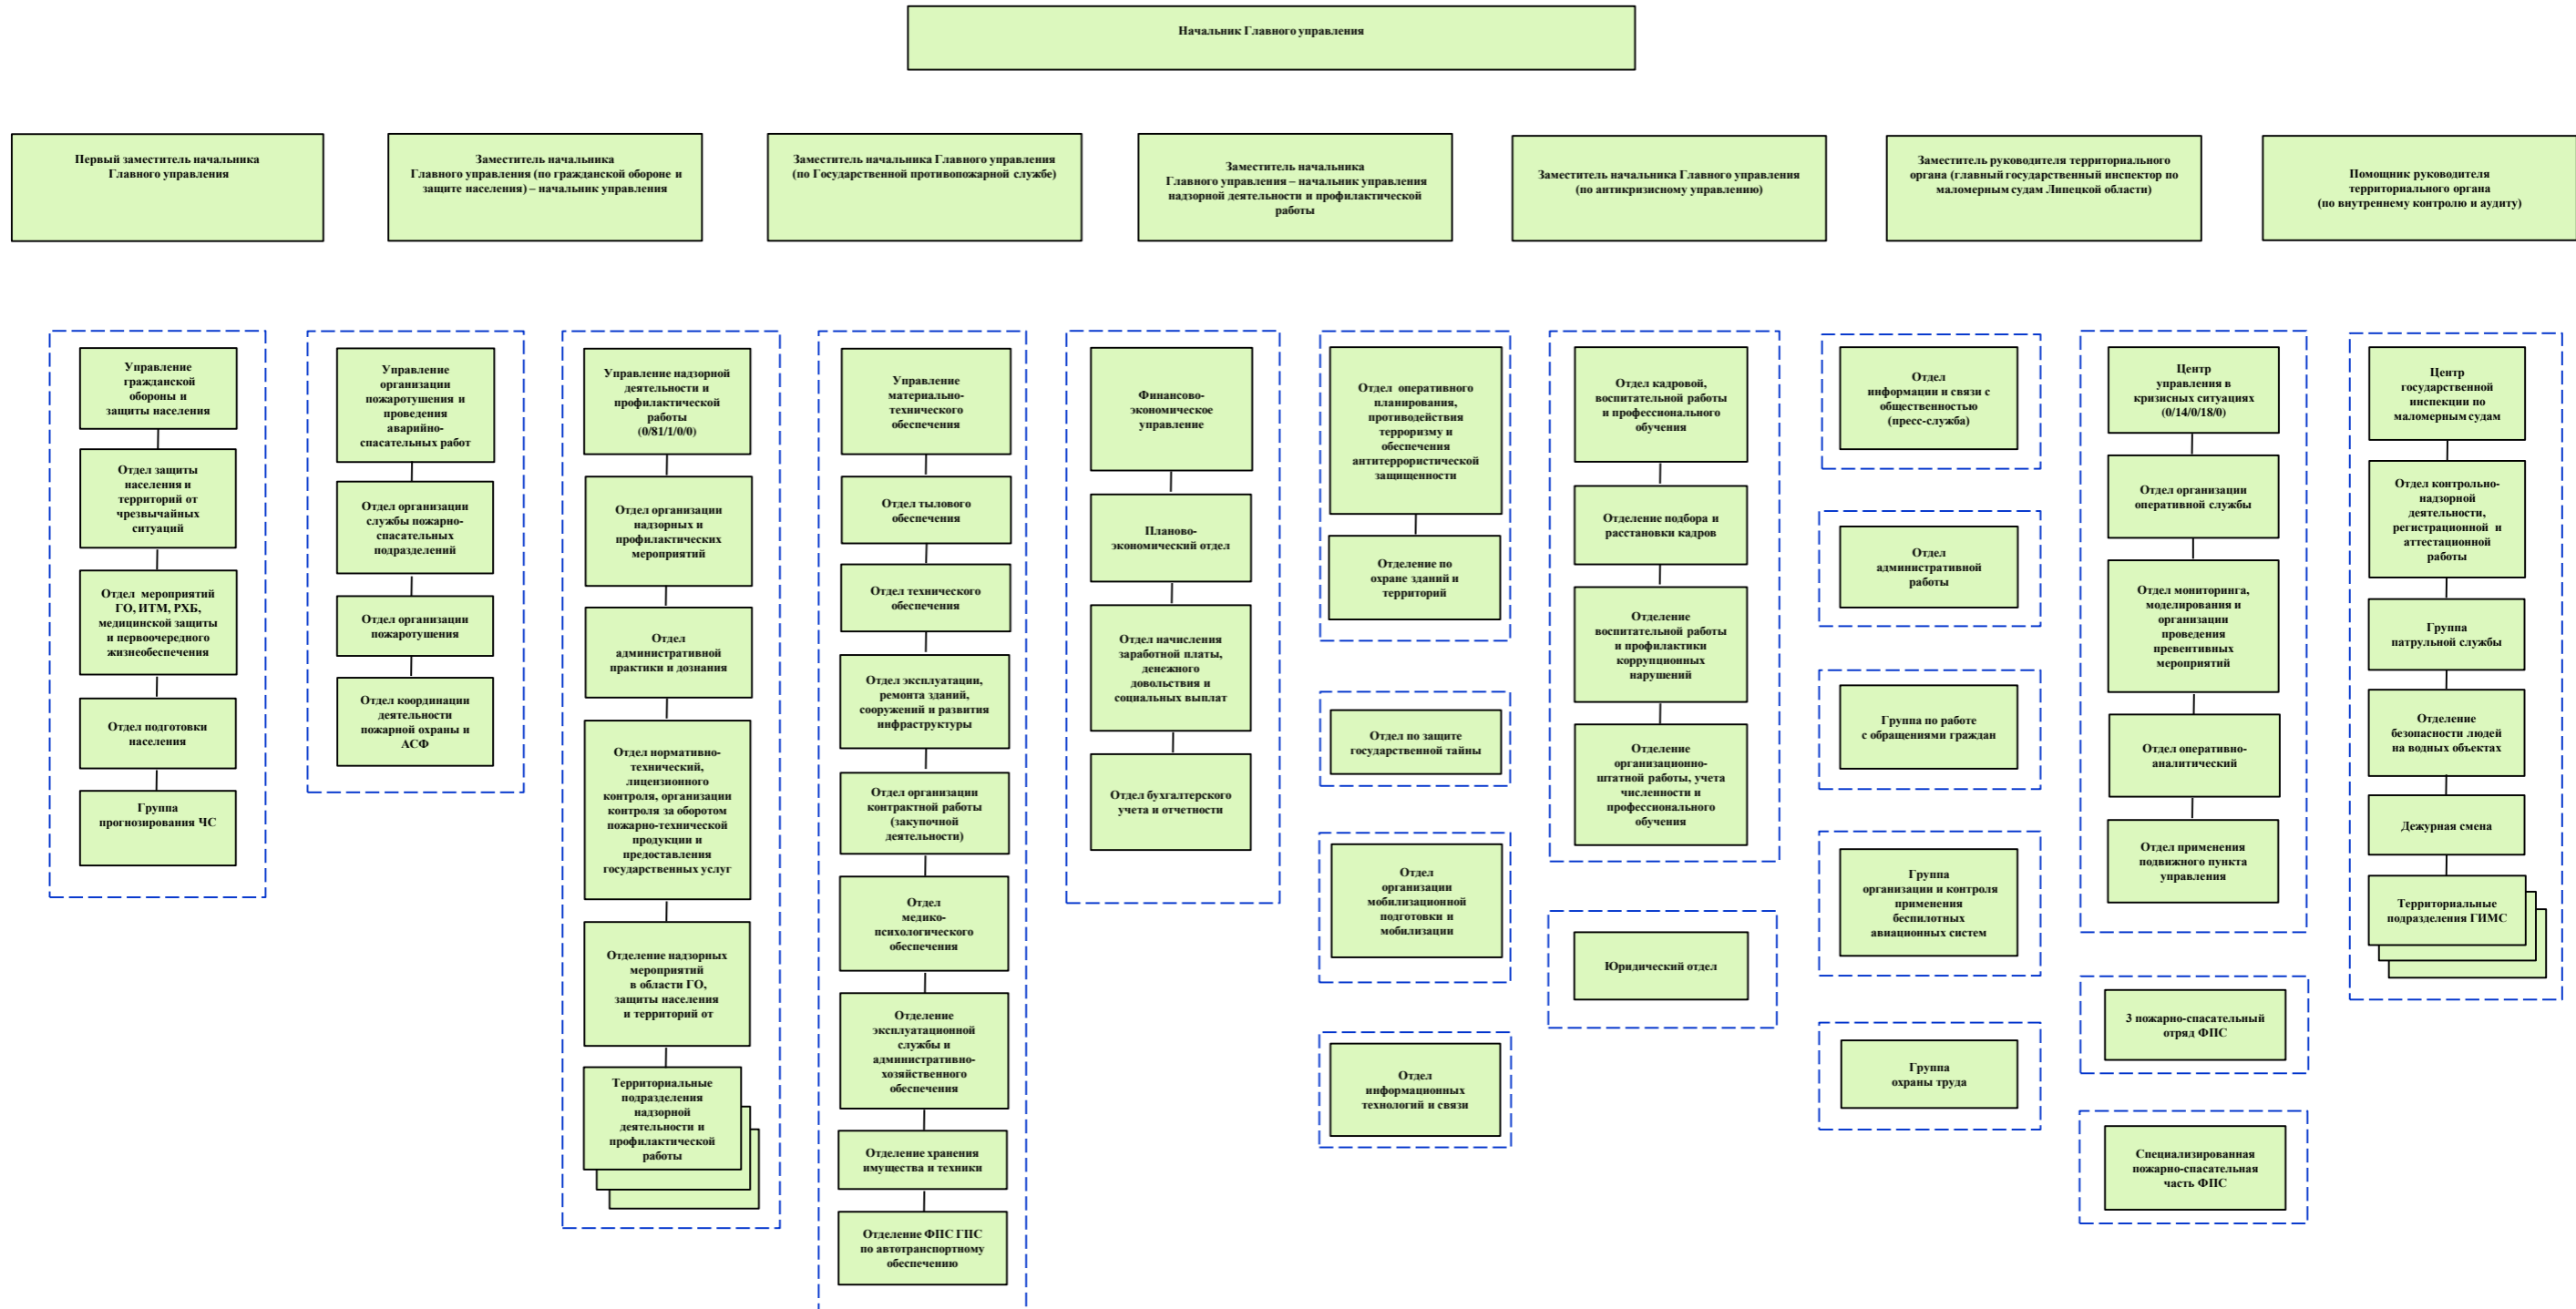 Начальник Главного управления
Первый заместитель начальника
Главного управления
Заместитель начальника
Главного управления (по гражданской обороне и
защите населения) – начальник управления
Заместитель начальника Главного управления
(по Государственной противопожарной службе)
Заместитель начальника
Главного управления – начальник управления
надзорной деятельности и профилактической
работы
Заместитель начальника Главного управления
(по антикризисному управлению)
Заместитель руководителя территориального
органа (главный государственный инспектор по
маломерным судам Липецкой области)
Помощник руководителя
территориального органа
(по внутреннему контролю и аудиту)
Управление
гражданской
обороны и
защиты населения
Отдел защиты
населения и
территорий от
чрезвычайных
ситуаций
Отдел мероприятий
ГО, ИТМ, РХБ,
медицинской защиты
и первоочередного
жизнеобеспечения
Отдел подготовки
населения
Группа
прогнозирования ЧС
Управление
организации
пожаротушения и
проведения
аварийно-
спасательных работ
Отдел организации
службы пожарно-
спасательных
подразделений
Отдел организации
пожаротушения
Отдел координации
деятельности
пожарной охраны и
АСФ
Управление надзорной
деятельности и
профилактической
работы
(0/81/1/0/0)
Отдел организации
надзорных и
профилактических
мероприятий
Отдел
административной
практики и дознания
Отдел нормативно-
технический,
лицензионного
контроля, организации
контроля за оборотом
пожарно-технической
продукции и
предоставления
государственных услуг
Отделение надзорных
мероприятий
в области ГО,
защиты населения
и территорий от
Территориальные
подразделения
надзорной
деятельности и
профилактической
работы
Управление
материально-
технического
обеспечения
Отдел тылового
обеспечения
Отдел технического
обеспечения
Отдел эксплуатации,
ремонта зданий,
сооружений и развития
инфраструктуры
Отдел организации
контрактной работы
(закупочной
деятельности)
Отдел
медико-
психологического
обеспечения
Отделение
эксплуатационной
службы и
административно-
хозяйственного
обеспечения
Отделение хранения
имущества и техники
Отделение ФПС ГПС
по автотранспортному
обеспечению
Финансово-
экономическое
управление
Планово-
экономический отдел
Отдел начисления
заработной платы,
денежного
довольствия и
социальных выплат
Отдел бухгалтерского
учета и отчетности
Отдел оперативного
планирования,
противодействия
терроризму и
обеспечения
антитеррористической
защищенности
Отделение по
охране зданий и
территорий
Отдел по защите
государственной тайны
Отдел
организации
мобилизационной
подготовки и
мобилизации
Отдел
информационных
технологий и связи
Отдел кадровой,
воспитательной работы
и профессионального
обучения
Отделение подбора и
расстановки кадров
Отделение
воспитательной работы
и профилактики
коррупционных
нарушений
Отделение
организационно-
штатной работы, учета
численности и
профессионального
обучения
Юридический отдел
Отдел
информации и связи с
общественностью
(пресс-служба)
Отдел
административной
работы
Группа по работе
с обращениями граждан
Группа
организации и контроля
применения
беспилотных
авиационных систем
Группа
охраны труда
Центр
управления в
кризисных ситуациях
(0/14/0/18/0)
Отдел организации
оперативной службы
Отдел мониторинга,
моделирования и
организации
проведения
превентивных
мероприятий
Отдел оперативно-
аналитический
Отдел применения
подвижного пункта
управления
3 пожарно-спасательный
отряд ФПС
Специализированная
пожарно-спасательная
часть ФПС
Центр
государственной
инспекции по
маломерным судам
Отдел контрольно-
надзорной
деятельности,
регистрационной и
аттестационной
работы
Группа
патрульной службы
Отделение
безопасности людей
на водных объектах
Дежурная смена
Территориальные
подразделения ГИМС